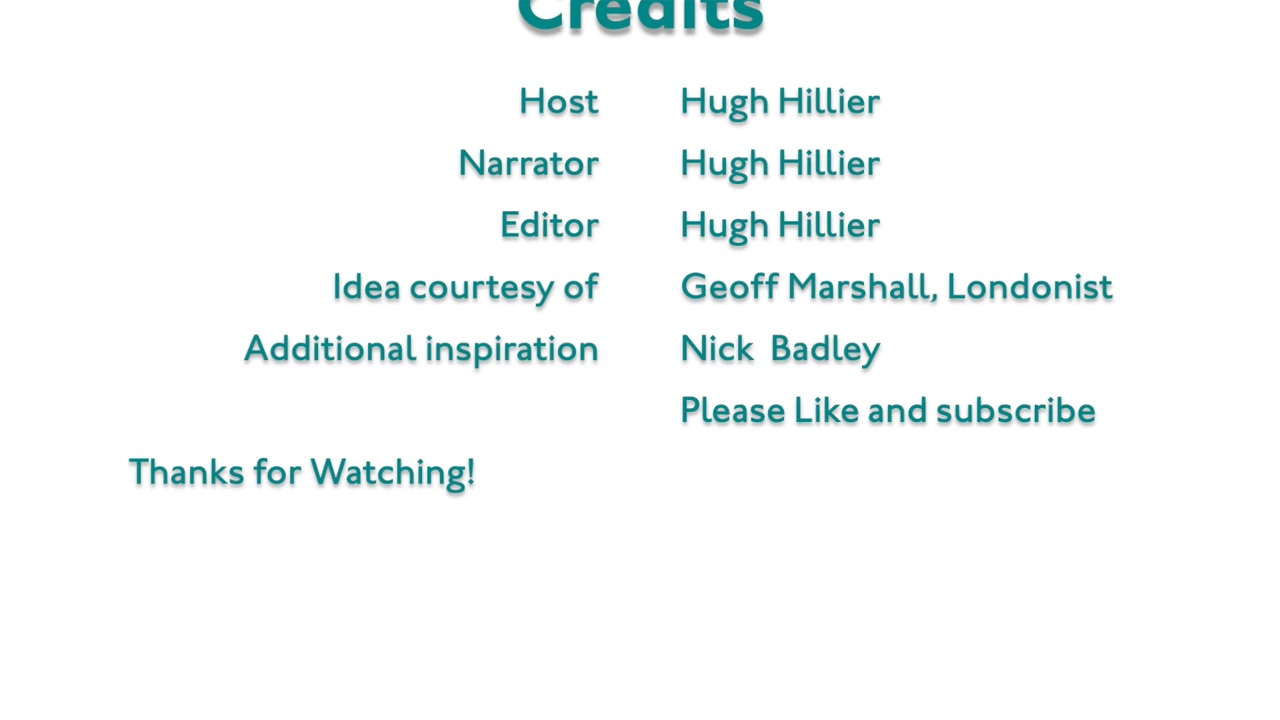 Credits
Host Hugh Hillier
Narrator Hugh Hillier
Editor Hugh Hillier
Idea courtesy of Geoff Marshall, Londonist
Additional inspiration Nick Badley
Please Like and subscribe
Thanks for Watching!